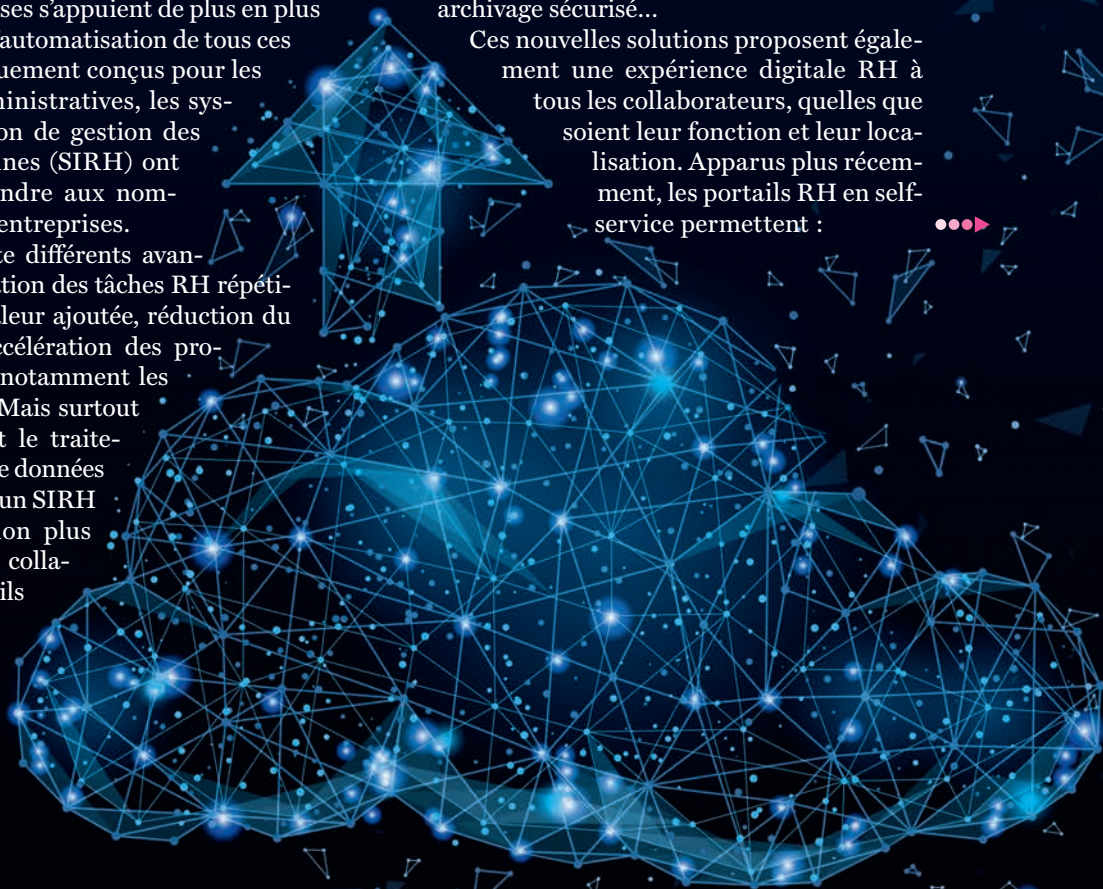 ses s'appuient de plus en plus
'automatisation de tous ces
uement conçus pour les
ministratives, les sys-
on de gestion des
nes (SIRH) ont
ndre aux nom-
entreprises.
te différents avan-
ation des tâches RH répéti-
leur ajoutée, réduction du
ccélération des pro-
notamment les
Mais surtout
t le traite-
e données
un SIRH
on plus
colla-
ils
archivage sécurisé...
Ces nouvelles solutions proposent égale-
ment une expérience digitale RH à
tous les collaborateurs, quelles que
soient leur fonction et leur loca-
lisation. Apparus plus récem-
ment, les portails RH en self-
service permettent :